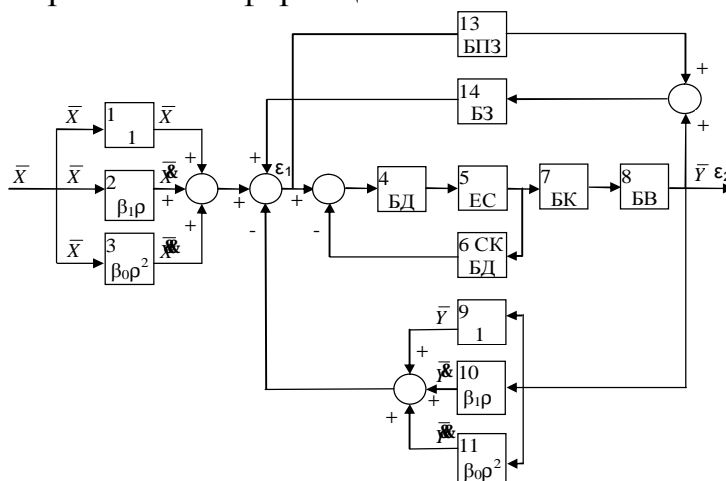 13
БПЗ
+
14
БЗ
+
X̅
1
X̅
1
+
+
ε₁
X̅
X̅
2
β₁ρ
+
+
+
4
БД
5
ЕС
7
БК
8
БВ
Y̅ ε₂
-
-
X̅
3
β₀ρ²
+
6 СК
БД
Y̅
9
1
+
10
β₁ρ
+
+
11
β₀ρ²